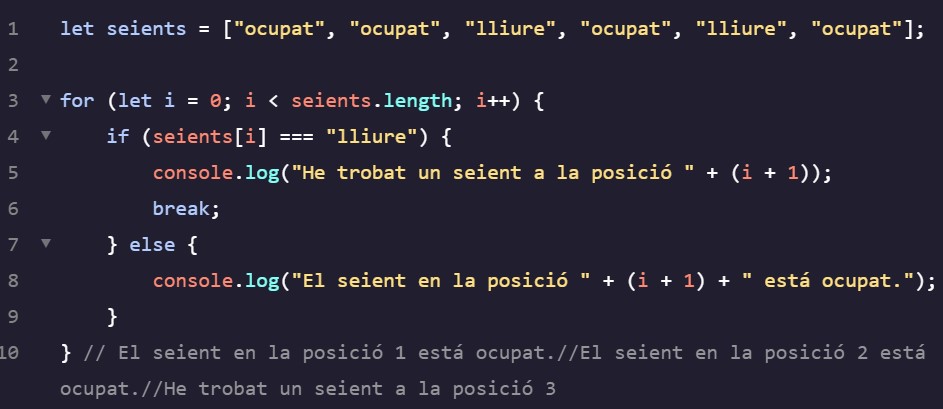 1 let seients = ["ocupat", "ocupat", "lliure", "ocupat", "lliure", "ocupat"];
2
3 ▼ for (let i = 0; i < seients.length; i++) {
4 ▼     if (seients[i] === "lliure") {
5         console.log("He trobat un seient a la posició " + (i + 1));
6         break;
7 ▼     } else {
8         console.log("El seient en la posició " + (i + 1) + " está ocupat.");
9     }
10 } // El seient en la posició 1 está ocupat.//El seient en la posició 2 está
ocupat.//He trobat un seient a la posició 3